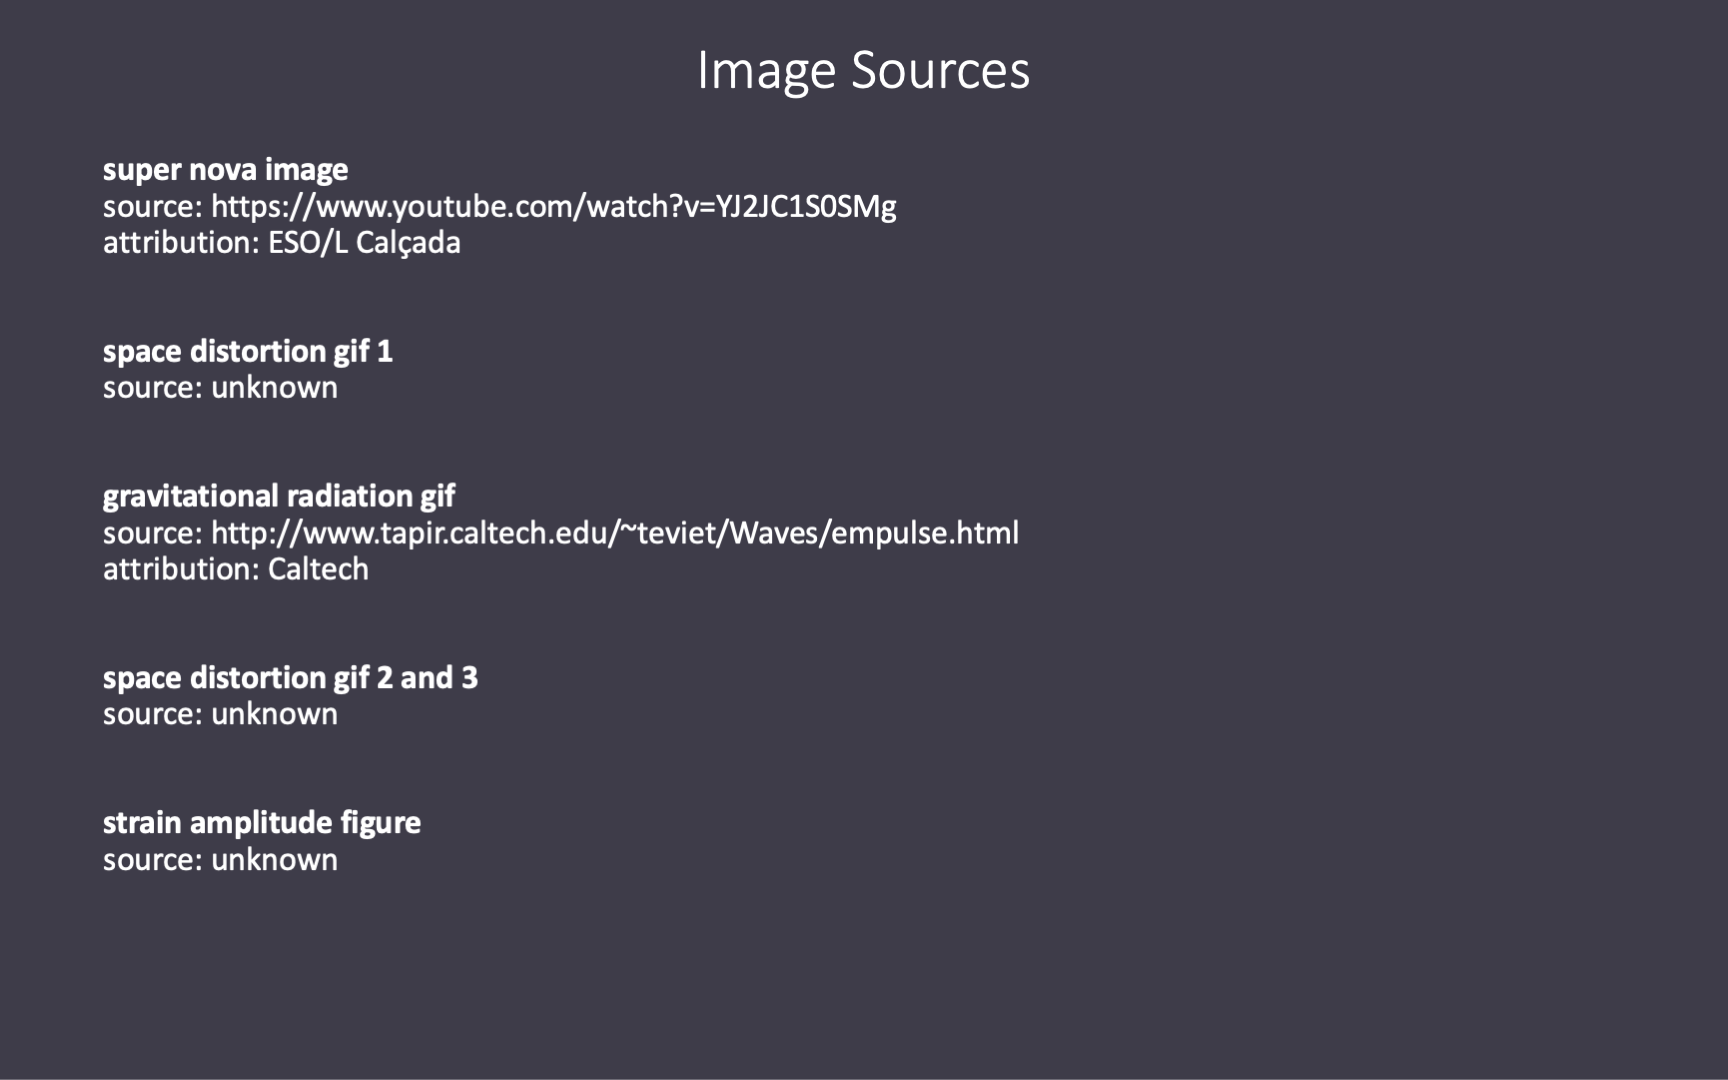 Image Sources
super nova image
source: https://www.youtube.com/watch?v=YJ2JC1S0SMg
attribution: ESO/L Calçada
space distortion gif 1
source: unknown
gravitational radiation gif
source: http://www.tapir.caltech.edu/~teviet/Waves/empulse.html
attribution: Caltech
space distortion gif 2 and 3
source: unknown
strain amplitude figure
source: unknown